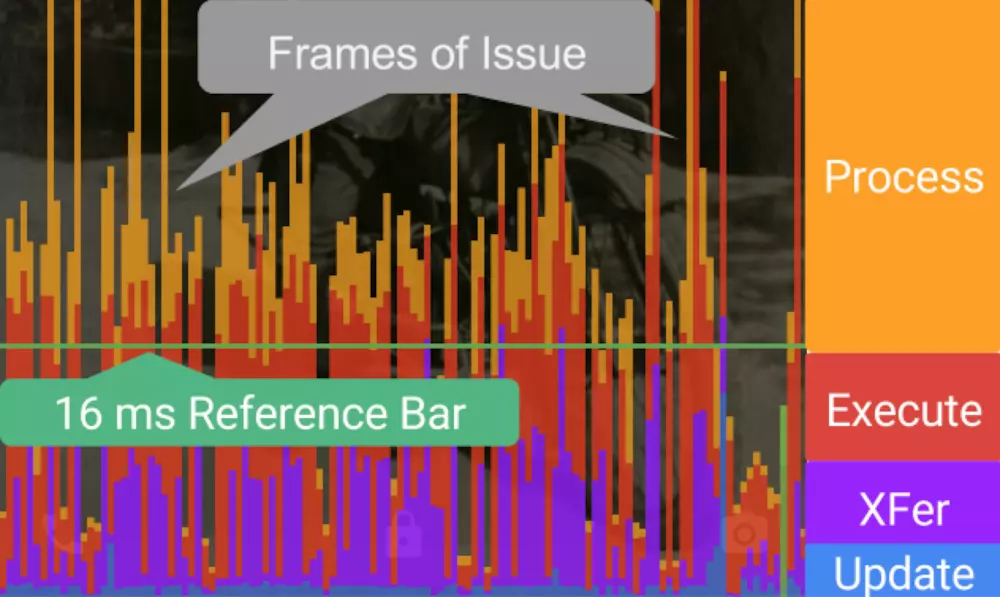 Frames of Issue
Process
16 ms Reference Bar
Execute
XFer
Update